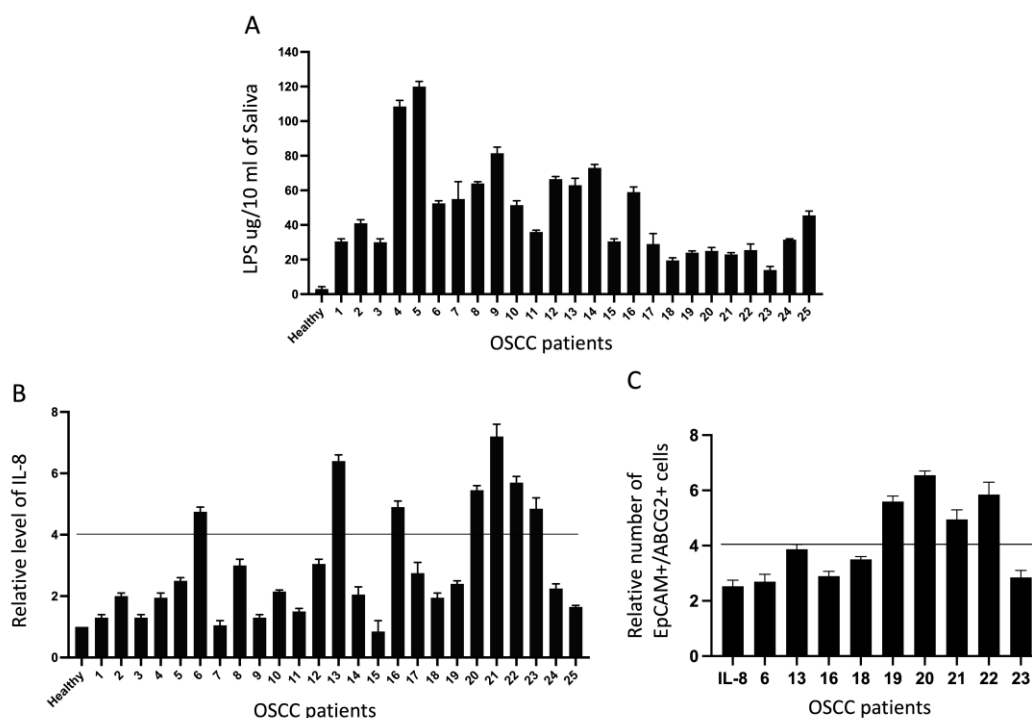 A
LPS ug/10 ml of Saliva
140
120
100
80
60
40
20
0
Healthy 1 2 3 4 5 6 7 8 9 10 11 12 13 14 15 16 17 18 19 20 21 22 23 24 25
OSCC patients
B
Relative level of IL-8
8
6
4
2
0
Healthy 1 2 3 4 5 6 7 8 9 10 11 12 13 14 15 16 17 18 19 20 21 22 23 24 25
OSCC patients
C
Relative number of
EpCAM+/ABCG2+ cells
8
6
4
2
0
IL-8 6 13 16 18 19 20 21 22 23
OSCC patients